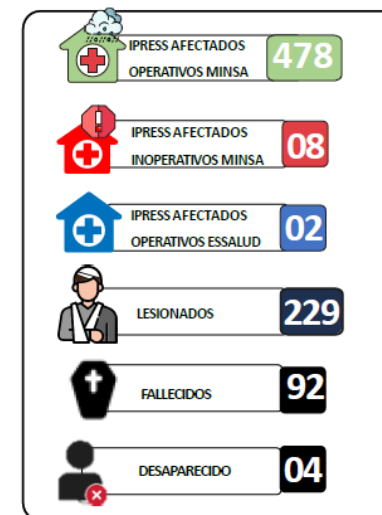 IPRESS AFECTADOS
OPERATIVOS MINSA
478
IPRESS AFECTADOS
INOPERATIVOS MINSA
08
IPRESS AFECTADOS
OPERATIVOS ESSALUD
02
LESIONADOS
229
FALLECIDOS
92
DESAPARECIDO
04